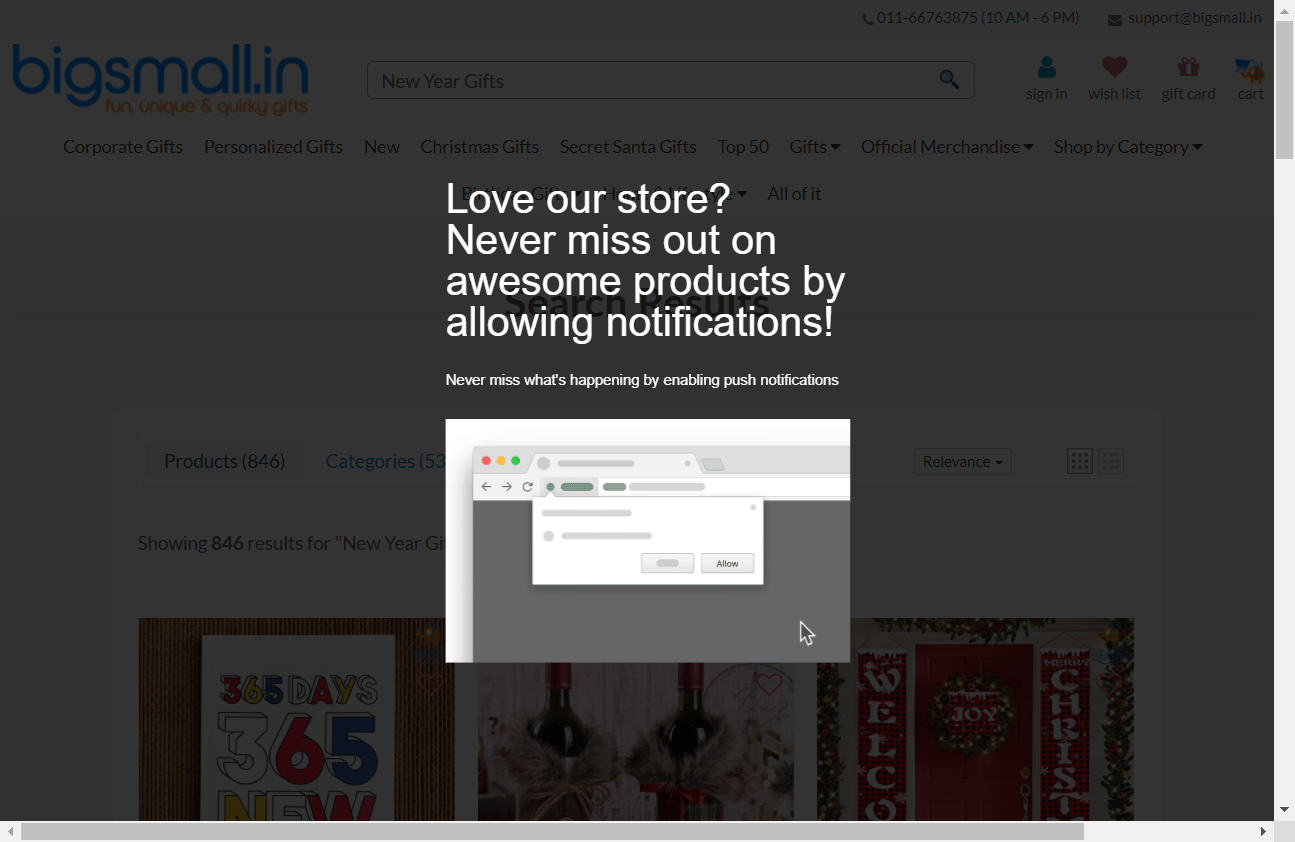 011-66763875 (10 AM - 6 PM) support@bigsmall.in
bigsmall.in
fun, unique & quirky gifts
New Year Gifts
sign in wish list gift card cart
Corporate Gifts Personalized Gifts New Christmas Gifts Secret Santa Gifts Top 50 Gifts Official Merchandise Shop by Category
All of it
Love our store?
Never miss out on
awesome products by
allowing notifications!
Search Results
Never miss what's happening by enabling push notifications
Products (846) Categories (53
Relevance
Allow
Showing 846 results for "New Year Gi
365 DAYS
365
NEW
WELCO
JOY
MERRY
CHRIST